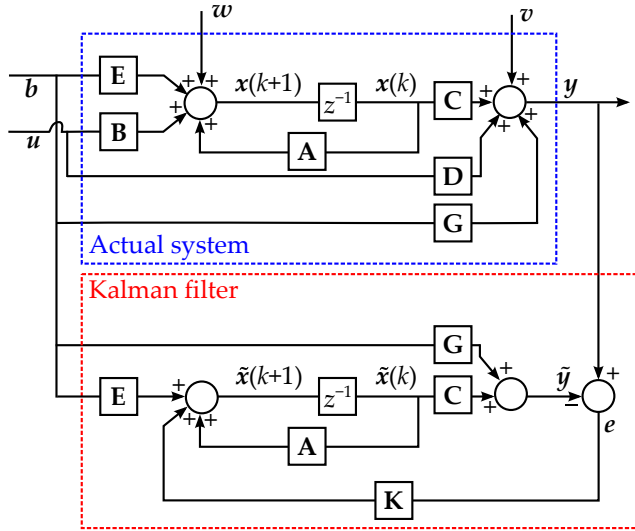 w
v
b
E
x(k+1)
z⁻¹
x(k)
C
y
u
B
A
D
G
+
+
+
+
+
+
+
+
Actual system
Kalman filter
G
E
x̃(k+1)
z⁻¹
x̃(k)
C
ỹ
e
A
K
+
+
+
+
+
+
−